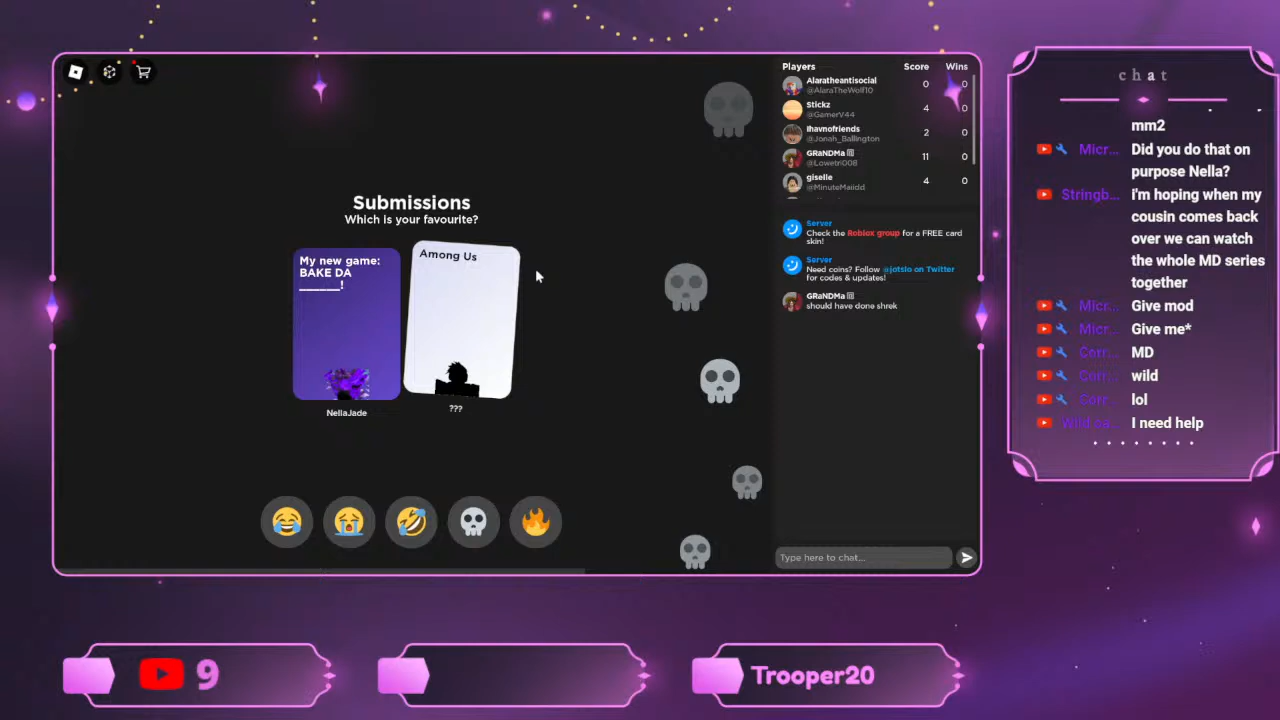 Players Score Wins
Alaratheantisocial 0 0
@AlaraTheWolf10
Stickz 4 0
@GamerV44
Ihavnofriends 2 0
@Jonah_Ballington
GRaNDMa 11 0
@Lowetri008
giselle 4 0
@MinuteMaiidd
Submissions
Which is your favourite?
My new game:
BAKE DA
______!
NellaJade
Among Us
???
Server
Check the Roblox group for a FREE card
skin!
Server
Need coins? Follow @jotslo on Twitter
for codes & updates!
GRaNDMa
should have done shrek
Type here to chat...
chat
mm2
Micr... Did you do that on
purpose Nella?
Stringb... i'm hoping when my
cousin comes back
over we can watch
the whole MD series
together
Micr... Give mod
Micr... Give me*
Corr... MD
Corr... wild
Corr... lol
Wild ca... I need help
9
Trooper20